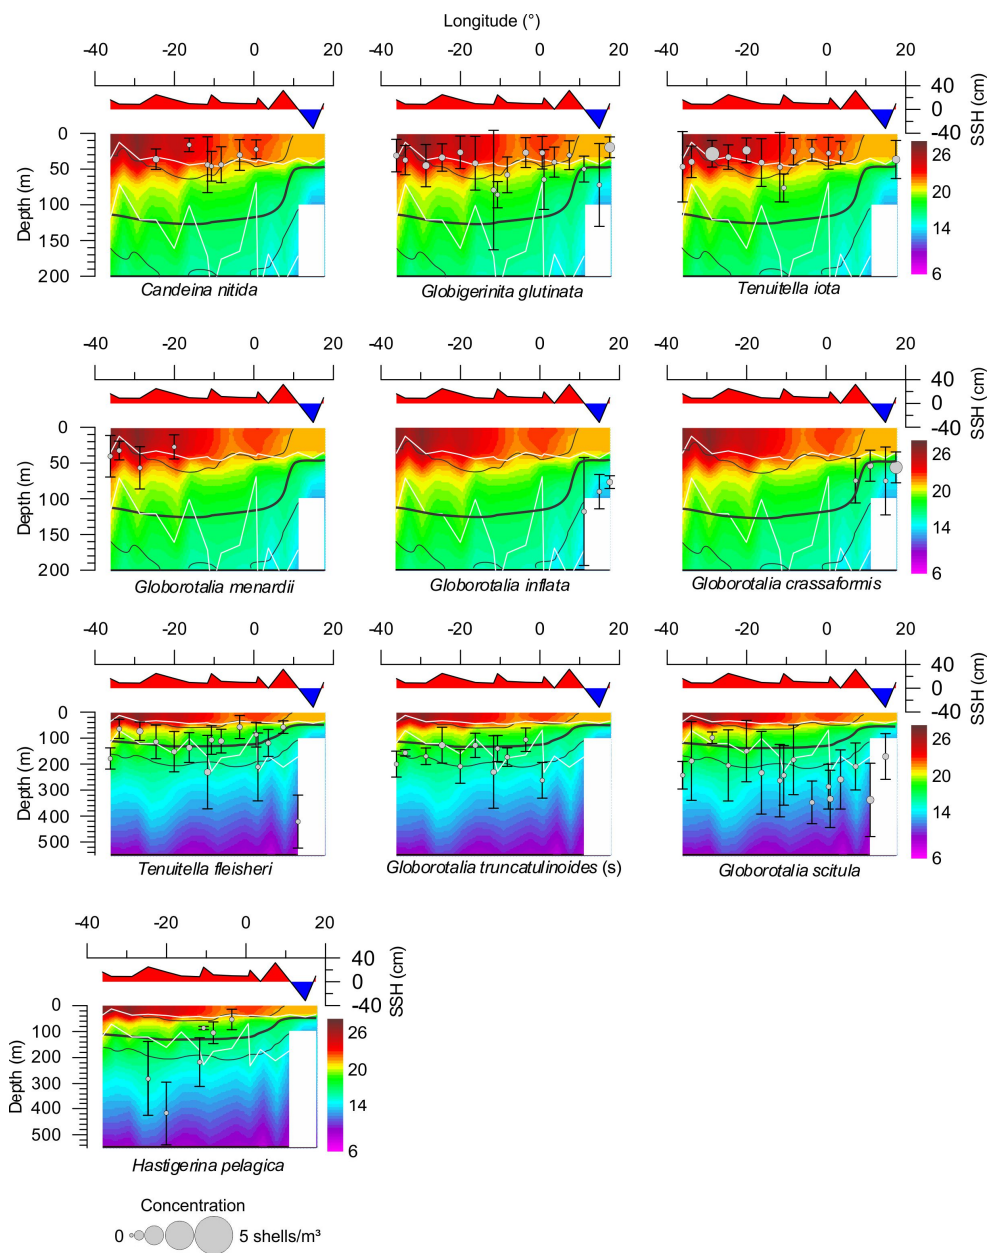 Longitude (°)
-40 -20 0 20 -40 -20 0 20 -40 -20 0 20
40
0
-40
SSH (cm)
0
50
100
150
200
Depth (m)
26
20
14
6
Candeina nitida
Globigerinita glutinata
Tenuitella iota
-40 -20 0 20 -40 -20 0 20 -40 -20 0 20
40
0
-40
SSH (cm)
0
50
100
150
200
Depth (m)
26
20
14
6
Globorotalia menardii
Globorotalia inflata
Globorotalia crassaformis
-40 -20 0 20 -40 -20 0 20 -40 -20 0 20
40
0
-40
SSH (cm)
0
100
200
300
400
500
Depth (m)
26
20
14
6
Tenuitella fleisheri
Globorotalia truncatulinoides (s)
Globorotalia scitula
-40 -20 0 20
40
0
-40
SSH (cm)
0
100
200
300
400
500
Depth (m)
26
20
14
6
Hastigerina pelagica
Concentration
0 5 shells/m³